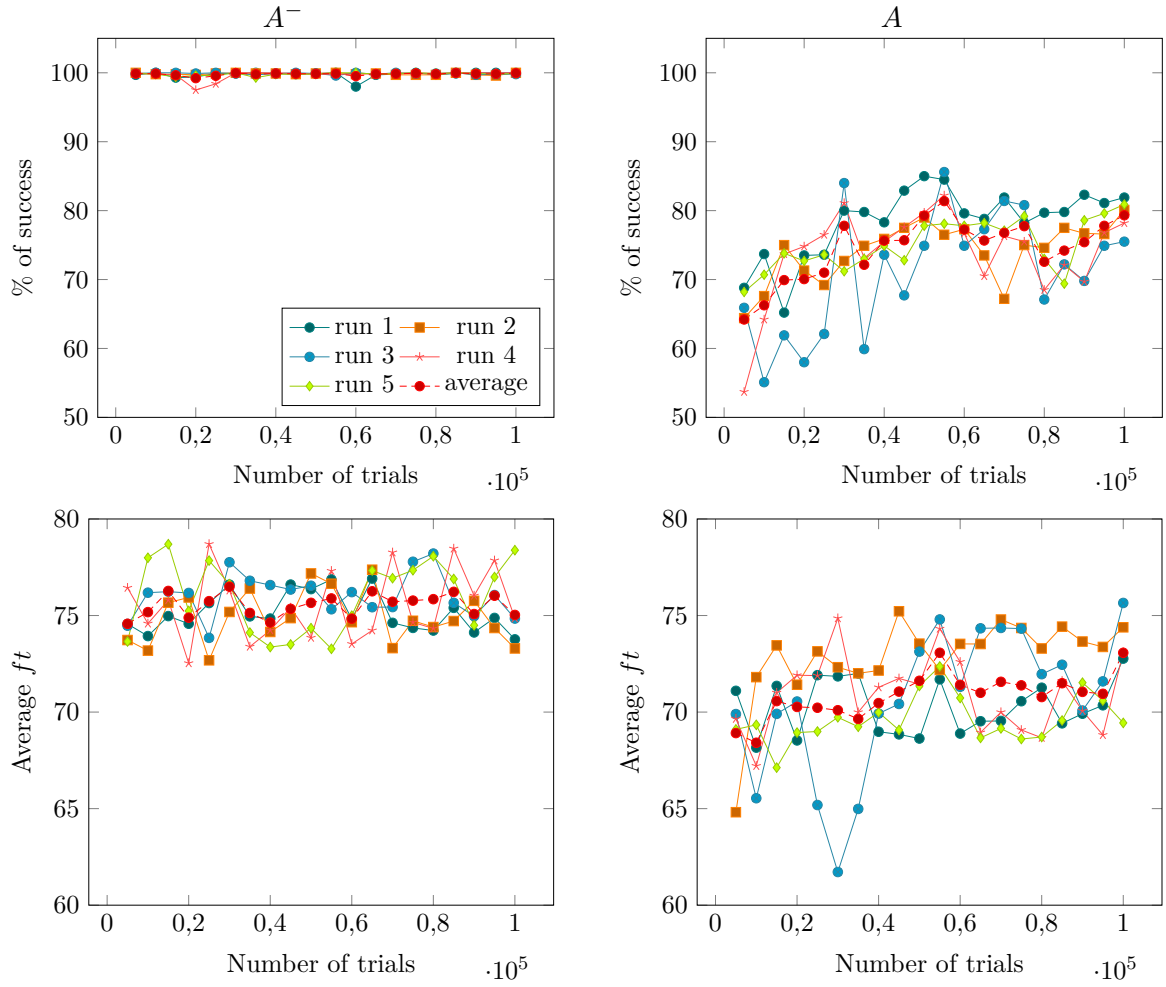 A⁻
100
90
80
70
60
50
% of success
run 1 run 2
run 3 run 4
run 5 average
0 0,2 0,4 0,6 0,8 1
Number of trials
·10⁵
A
100
90
80
70
60
50
% of success
0 0,2 0,4 0,6 0,8 1
Number of trials
·10⁵
80
75
70
65
60
Average ft
0 0,2 0,4 0,6 0,8 1
Number of trials
·10⁵
80
75
70
65
60
Average ft
0 0,2 0,4 0,6 0,8 1
Number of trials
·10⁵